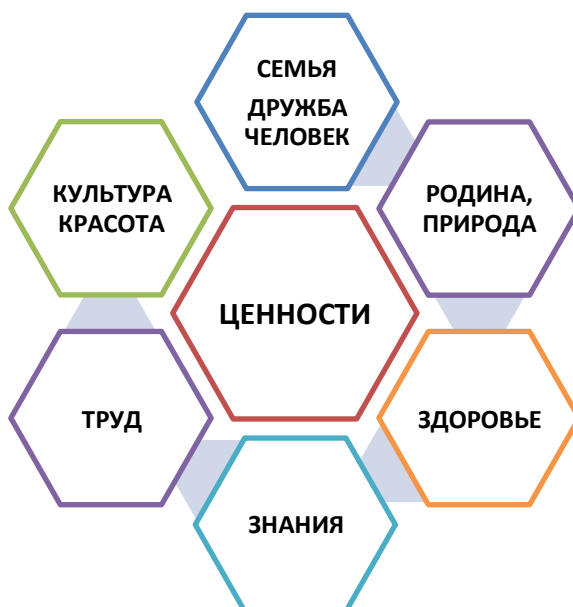 СЕМЬЯ
ДРУЖБА
ЧЕЛОВЕК
РОДИНА,
ПРИРОДА
ЗДОРОВЬЕ
ЗНАНИЯ
ТРУД
КУЛЬТУРА
КРАСОТА
ЦЕННОСТИ